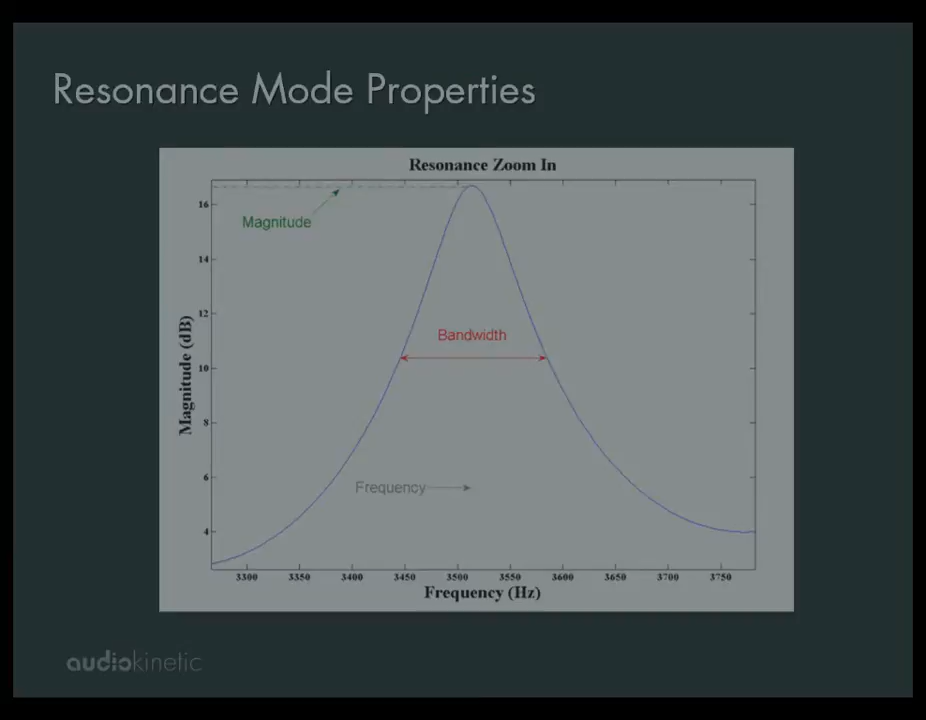 Resonance Mode Properties
Resonance Zoom In
Magnitude
Bandwidth
Frequency
Magnitude (dB)
16
14
12
10
8
6
4
3300 3350 3400 3450 3500 3550 3600 3650 3700 3750
Frequency (Hz)
audiokinetic